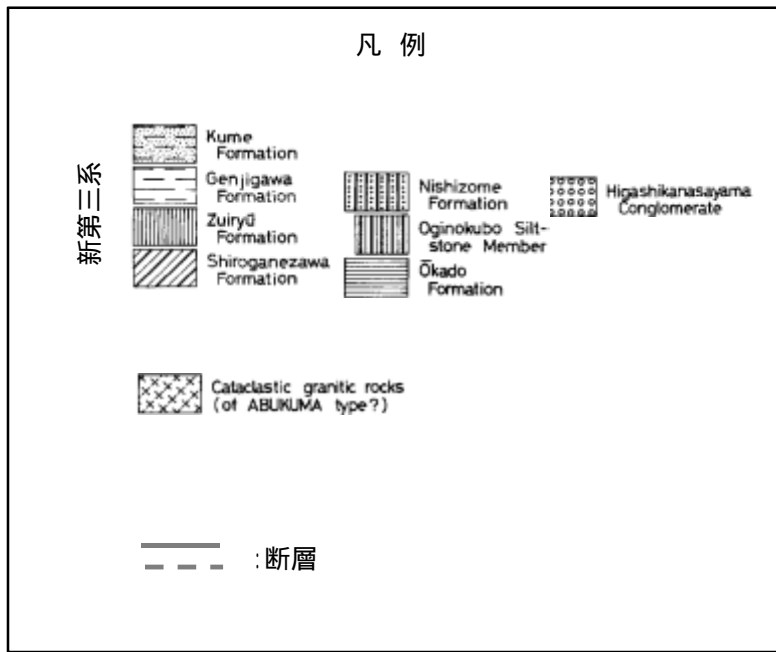 凡 例
新第三系
Kume
Formation
Genjigawa
Formation
Zuiryū
Formation
Shiroganezawa
Formation
Nishizome
Formation
Oginokubo Silt-
stone Member
Ōkado
Formation
Higashikanasayama
Conglomerate
Cataclastic granitic rocks
(of ABUKUMA type?)
:断層